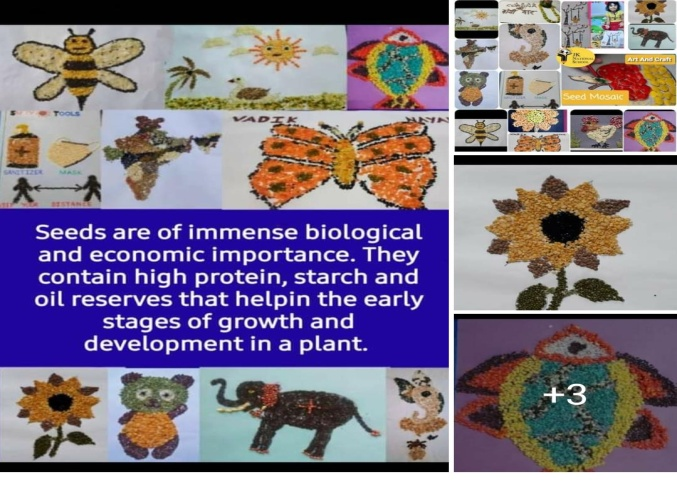 TOOLS
VADIK
SANITIZER
MASK
DISTANCE
Seeds are of immense biological
and economic importance. They
contain high protein, starch and
oil reserves that helpin the early
stages of growth and
development in a plant.
Art And Craft
Seed Mosaic
+3